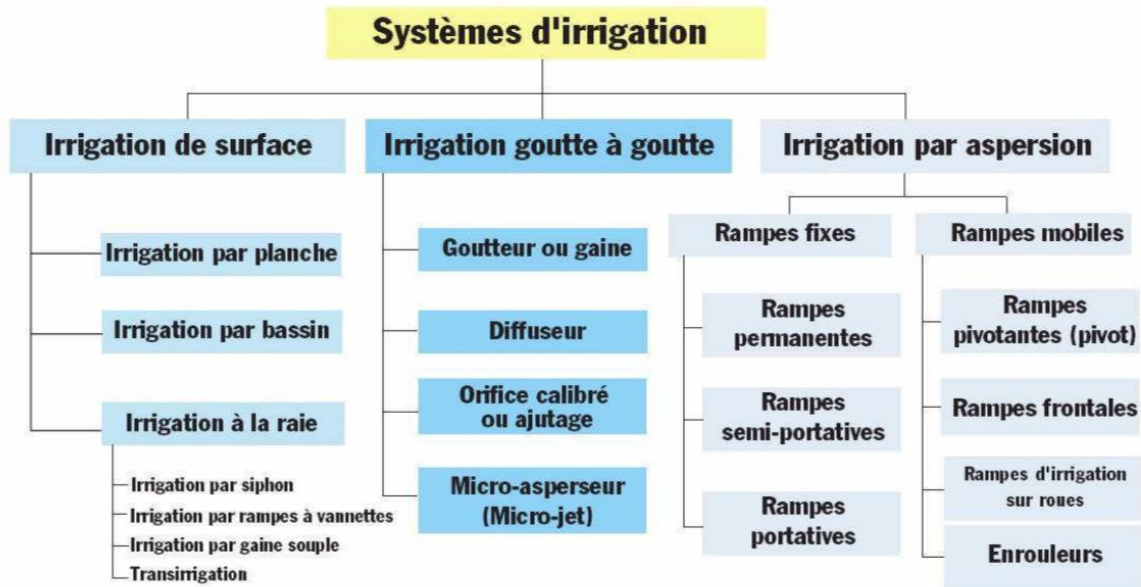 Systèmes d'irrigation
Irrigation de surface
Irrigation par planche
Irrigation par bassin
Irrigation à la raie
Irrigation par siphon
Irrigation par rampes à vannettes
Irrigation par gaine souple
Transirrigation
Irrigation goutte à goutte
Goutteur ou gaine
Diffuseur
Orifice calibré
ou ajutage
Micro-asperseur
(Micro-jet)
Irrigation par aspersion
Rampes fixes
Rampes
permanentes
Rampes
semi-portatives
Rampes
portatives
Rampes mobiles
Rampes
pivotantes (pivot)
Rampes frontales
Rampes d'irrigation
sur roues
Enrouleurs